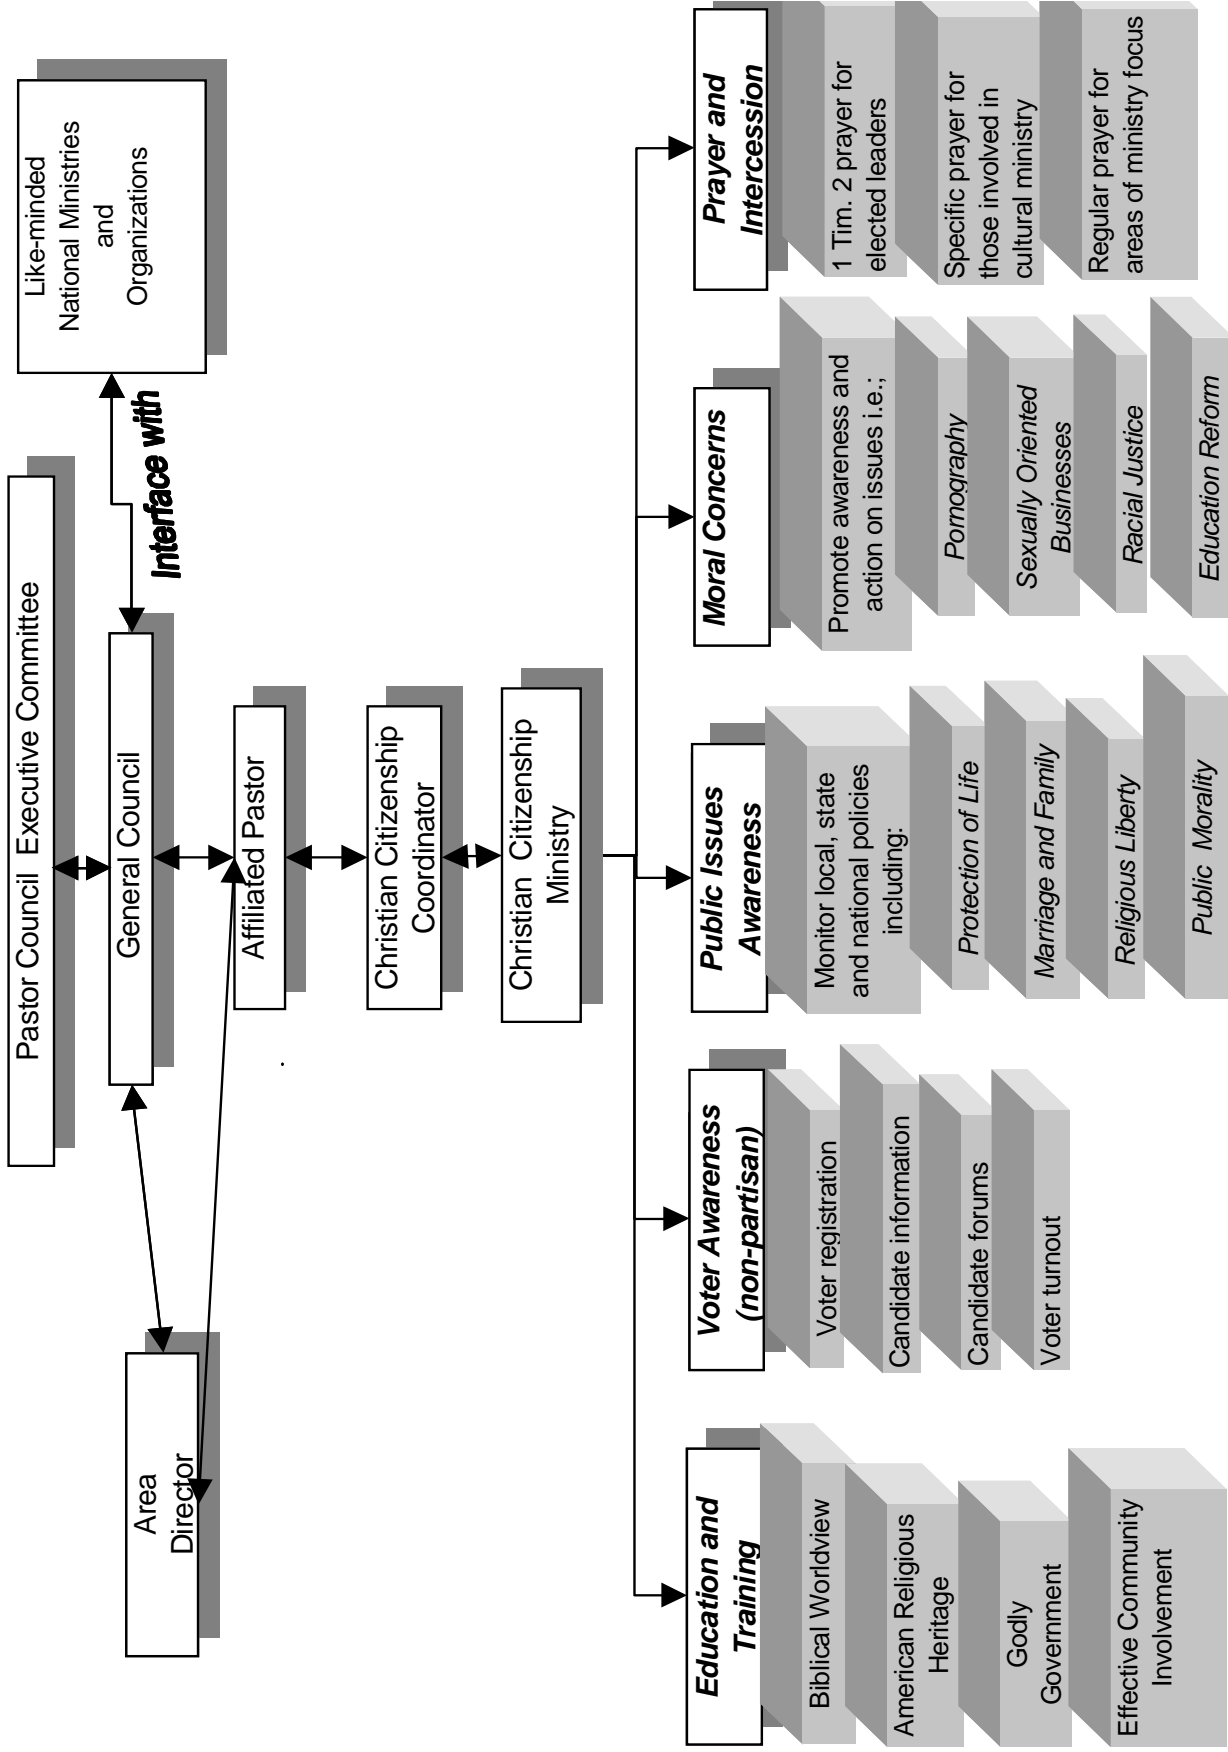 Pastor Council Executive Committee
Like-minded
National Ministries
and
Organizations
Interface with
General Council
Area
Director
Affiliated Pastor
Christian Citizenship
Coordinator
Christian Citizenship
Ministry
Education and
Training
Biblical Worldview
American Religious
Heritage
Godly
Government
Effective Community
Involvement
Voter Awareness
(non-partisan)
Voter registration
Candidate information
Candidate forums
Voter turnout
Public Issues
Awareness
Monitor local, state
and national policies
including:
Protection of Life
Marriage and Family
Religious Liberty
Public Morality
Moral Concerns
Promote awareness and
action on issues i.e.;
Pornography
Sexually Oriented
Businesses
Racial Justice
Education Reform
Prayer and
Intercession
1 Tim. 2 prayer for
elected leaders
Specific prayer for
those involved in
cultural ministry
Regular prayer for
areas of ministry focus